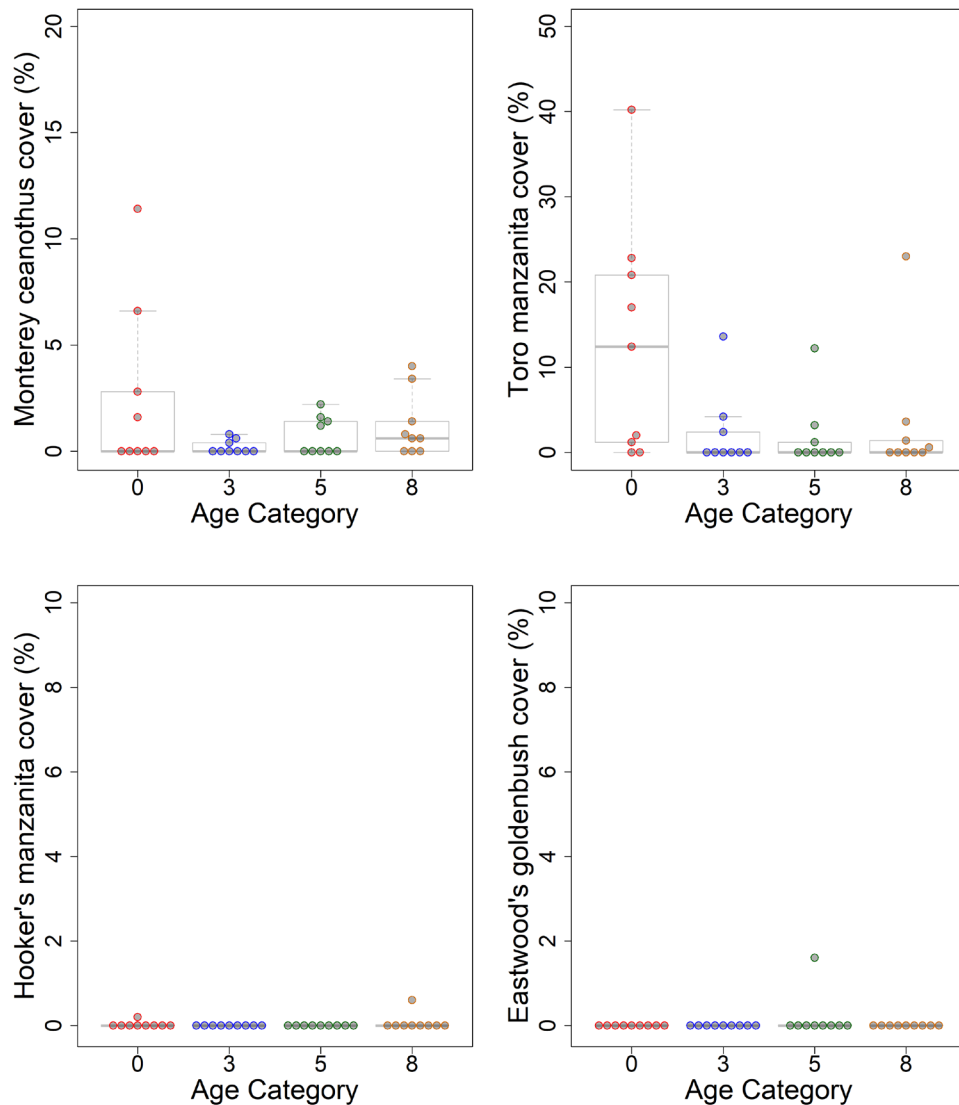 Monterey ceanothus cover (%)
20
15
10
5
0
0 3 5 8
Age Category
Toro manzanita cover (%)
50
40
30
20
10
0
0 3 5 8
Age Category
Hooker's manzanita cover (%)
10
8
6
4
2
0
0 3 5 8
Age Category
Eastwood's goldenbush cover (%)
10
8
6
4
2
0
0 3 5 8
Age Category